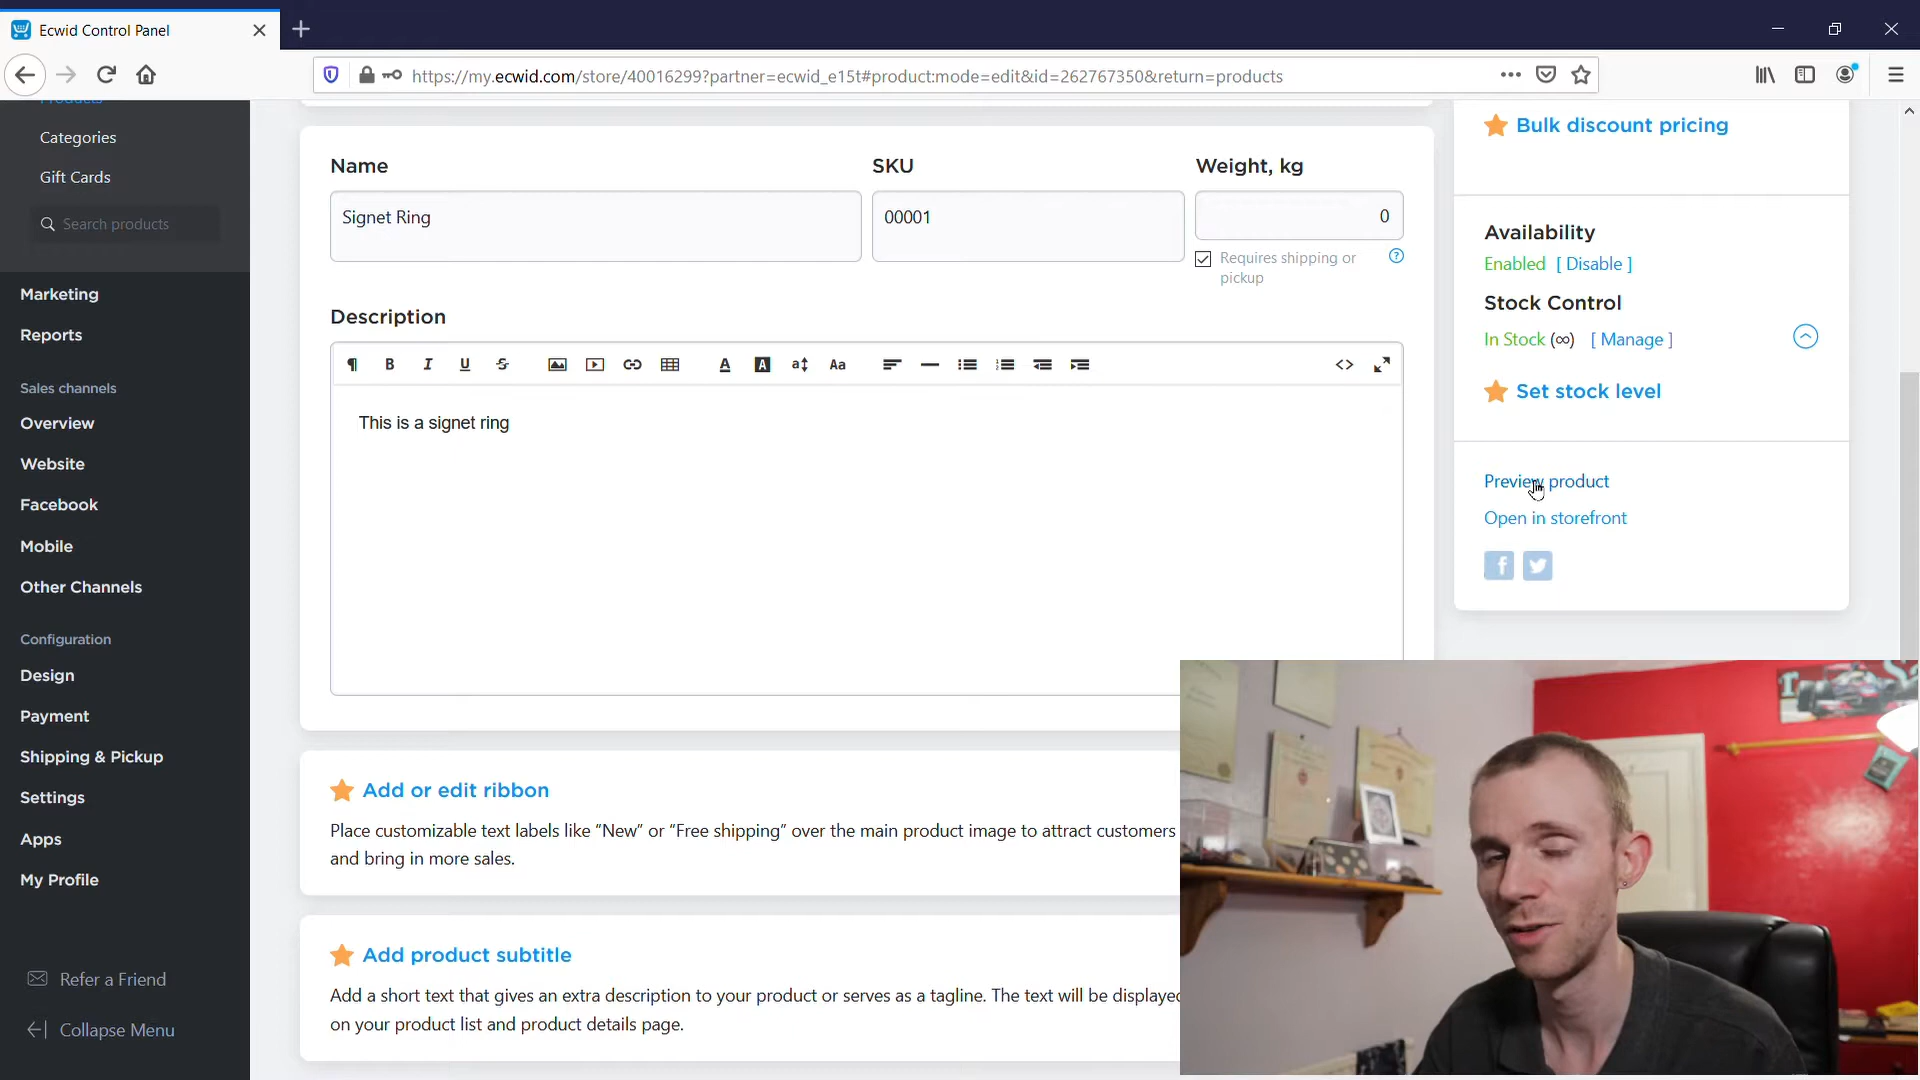 Ecwid Control Panel
https://my.ecwid.com/store/40016299?partner=ecwid_e15t#product:mode=edit&id=262767350&return=products
Products
Categories
Gift Cards
Search products
Marketing
Reports
Sales channels
Overview
Website
Facebook
Mobile
Other Channels
Configuration
Design
Payment
Shipping & Pickup
Settings
Apps
My Profile
Refer a Friend
Collapse Menu
Name
Signet Ring
SKU
00001
Weight, kg
0
Requires shipping or
pickup
Description
This is a signet ring
Add or edit ribbon
Place customizable text labels like “New” or “Free shipping” over the main product image to attract customers
and bring in more sales.
Add product subtitle
Add a short text that gives an extra description to your product or serves as a tagline. The text will be displayed
on your product list and product details page.
Bulk discount pricing
Availability
Enabled [ Disable ]
Stock Control
In Stock (∞) [ Manage ]
Set stock level
Preview product
Open in storefront